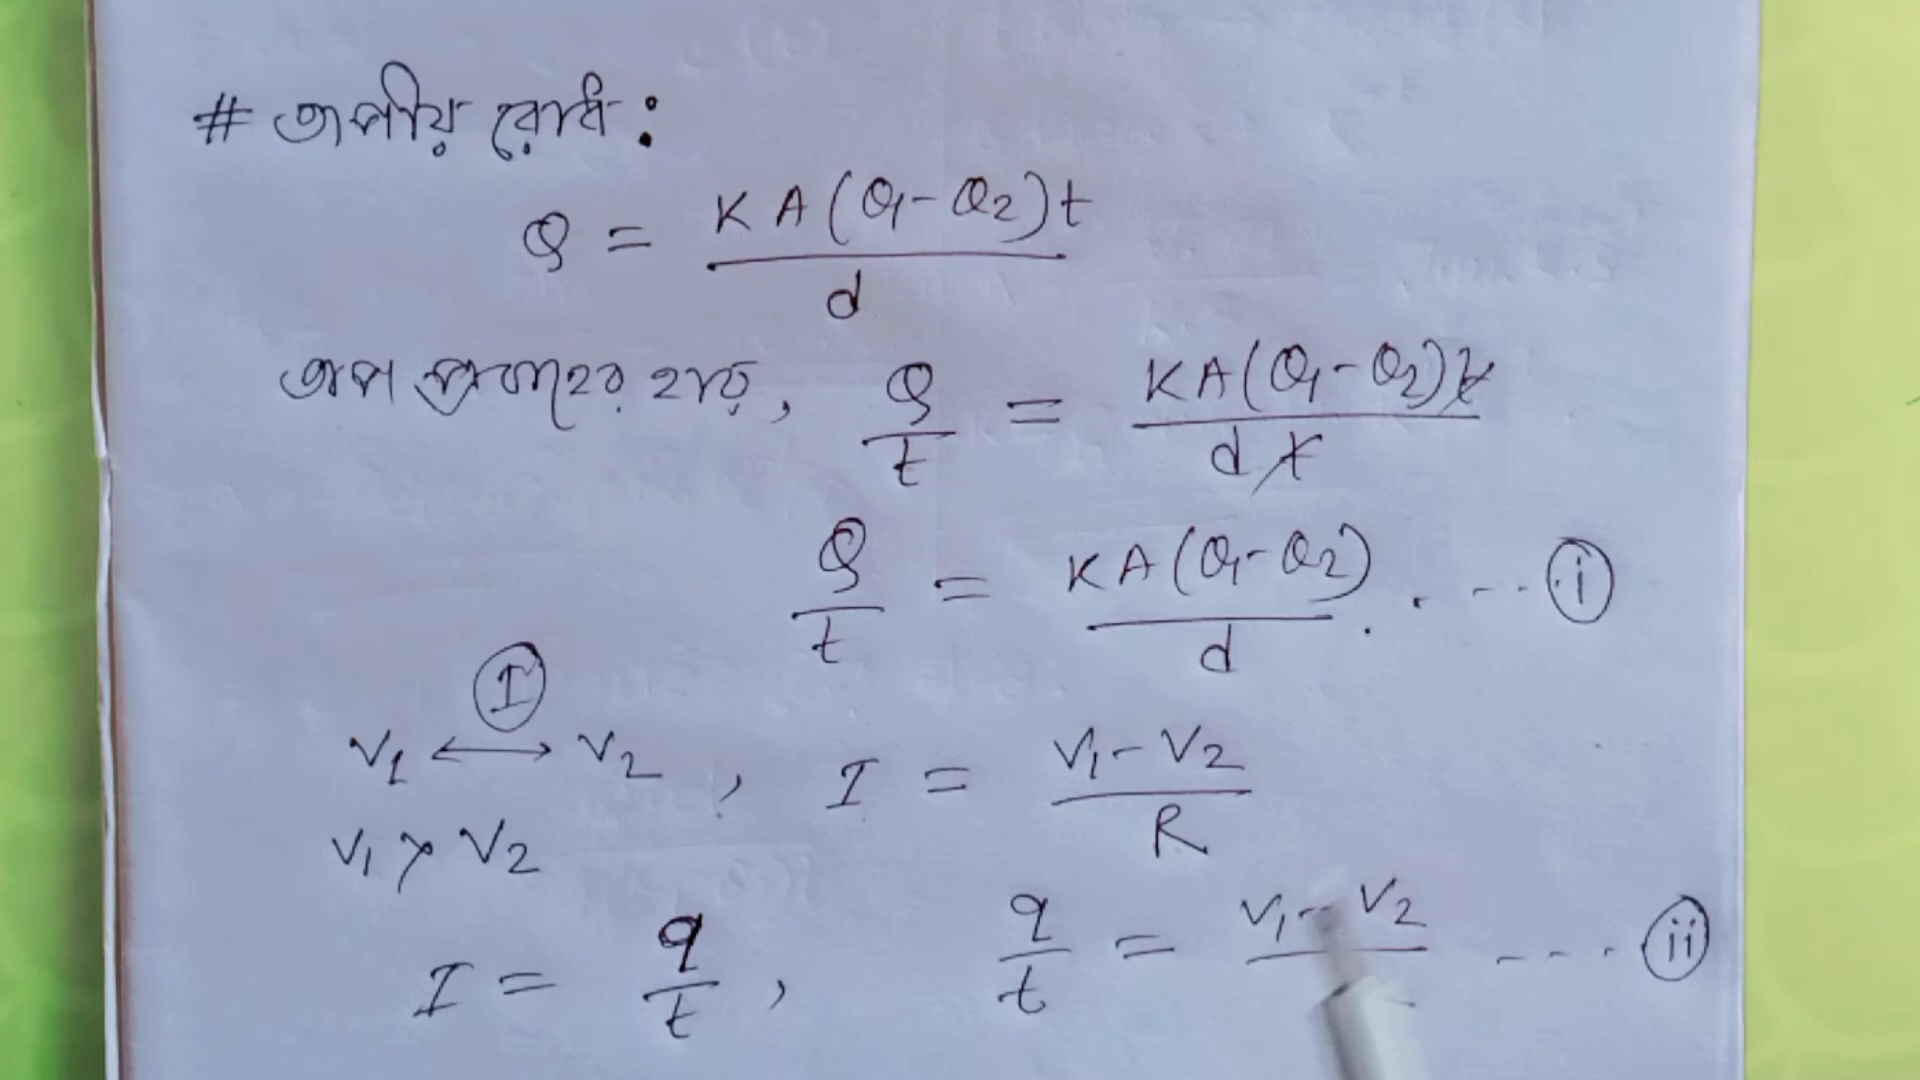 # তাপীয় রোধ :
Q = KA(θ₁-θ₂)t / d
তাপ প্রবাহের হার, Q/t = KA(θ₁-θ₂)t / dt
Q/t = KA(θ₁-θ₂) / d . --- (i)
I
V₁ ⟷ V₂ , I = V₁-V₂ / R
V₁ > V₂
I = q/t , q/t = V₁-V₂ / --- (ii)